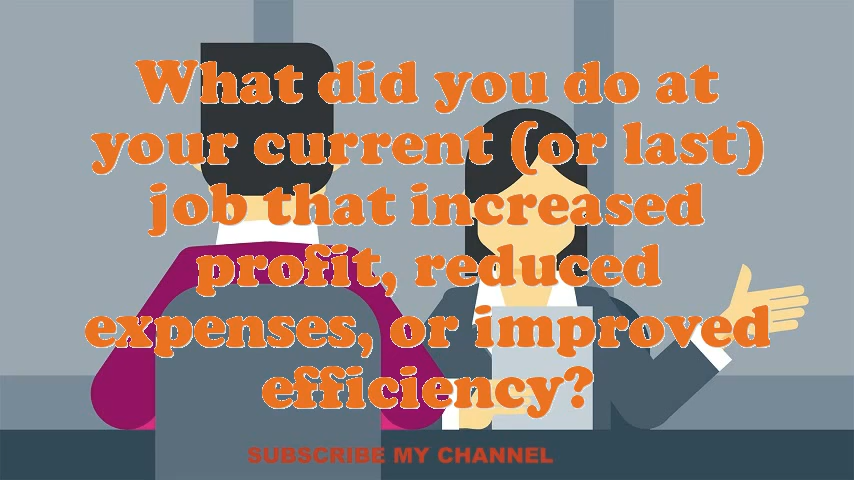 What did you do at
your current (or last)
job that increased
profit, reduced
expenses, or improved
efficiency?
SUBSCRIBE MY CHANNEL